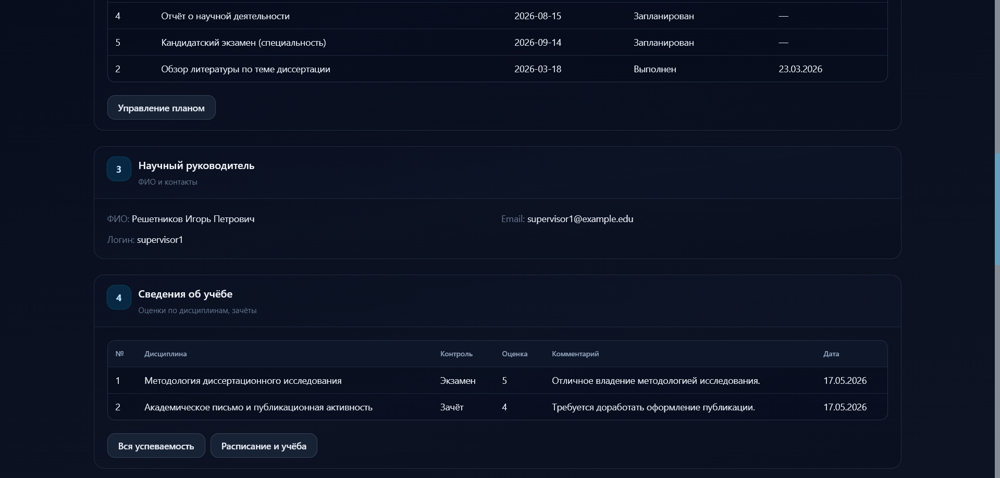 4 Отчёт о научной деятельности 2026-08-15 Запланирован —
5 Кандидатский экзамен (специальность) 2026-09-14 Запланирован —
2 Обзор литературы по теме диссертации 2026-03-18 Выполнен 23.03.2026
Управление планом
3 Научный руководитель
ФИО и контакты
ФИО: Решетников Игорь Петрович Email: supervisor1@example.edu
Логин: supervisor1
4 Сведения об учёбе
Оценки по дисциплинам, зачёты
№ Дисциплина Контроль Оценка Комментарий Дата
1 Методология диссертационного исследования Экзамен 5 Отличное владение методологией исследования. 17.05.2026
2 Академическое письмо и публикационная активность Зачёт 4 Требуется доработать оформление публикации. 17.05.2026
Вся успеваемость Расписание и учёба